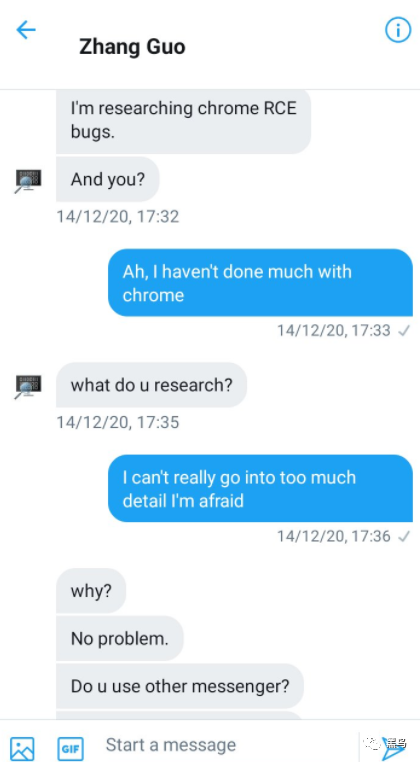 Zhang Guo
I'm researching chrome RCE
bugs.
And you?
14/12/20, 17:32
Ah, I haven't done much with
chrome
14/12/20, 17:33
what do u research?
14/12/20, 17:35
I can't really go into too much
detail I'm afraid
14/12/20, 17:36
why?
No problem.
Do u use other messenger?
GIF
Start a message
黑鸟